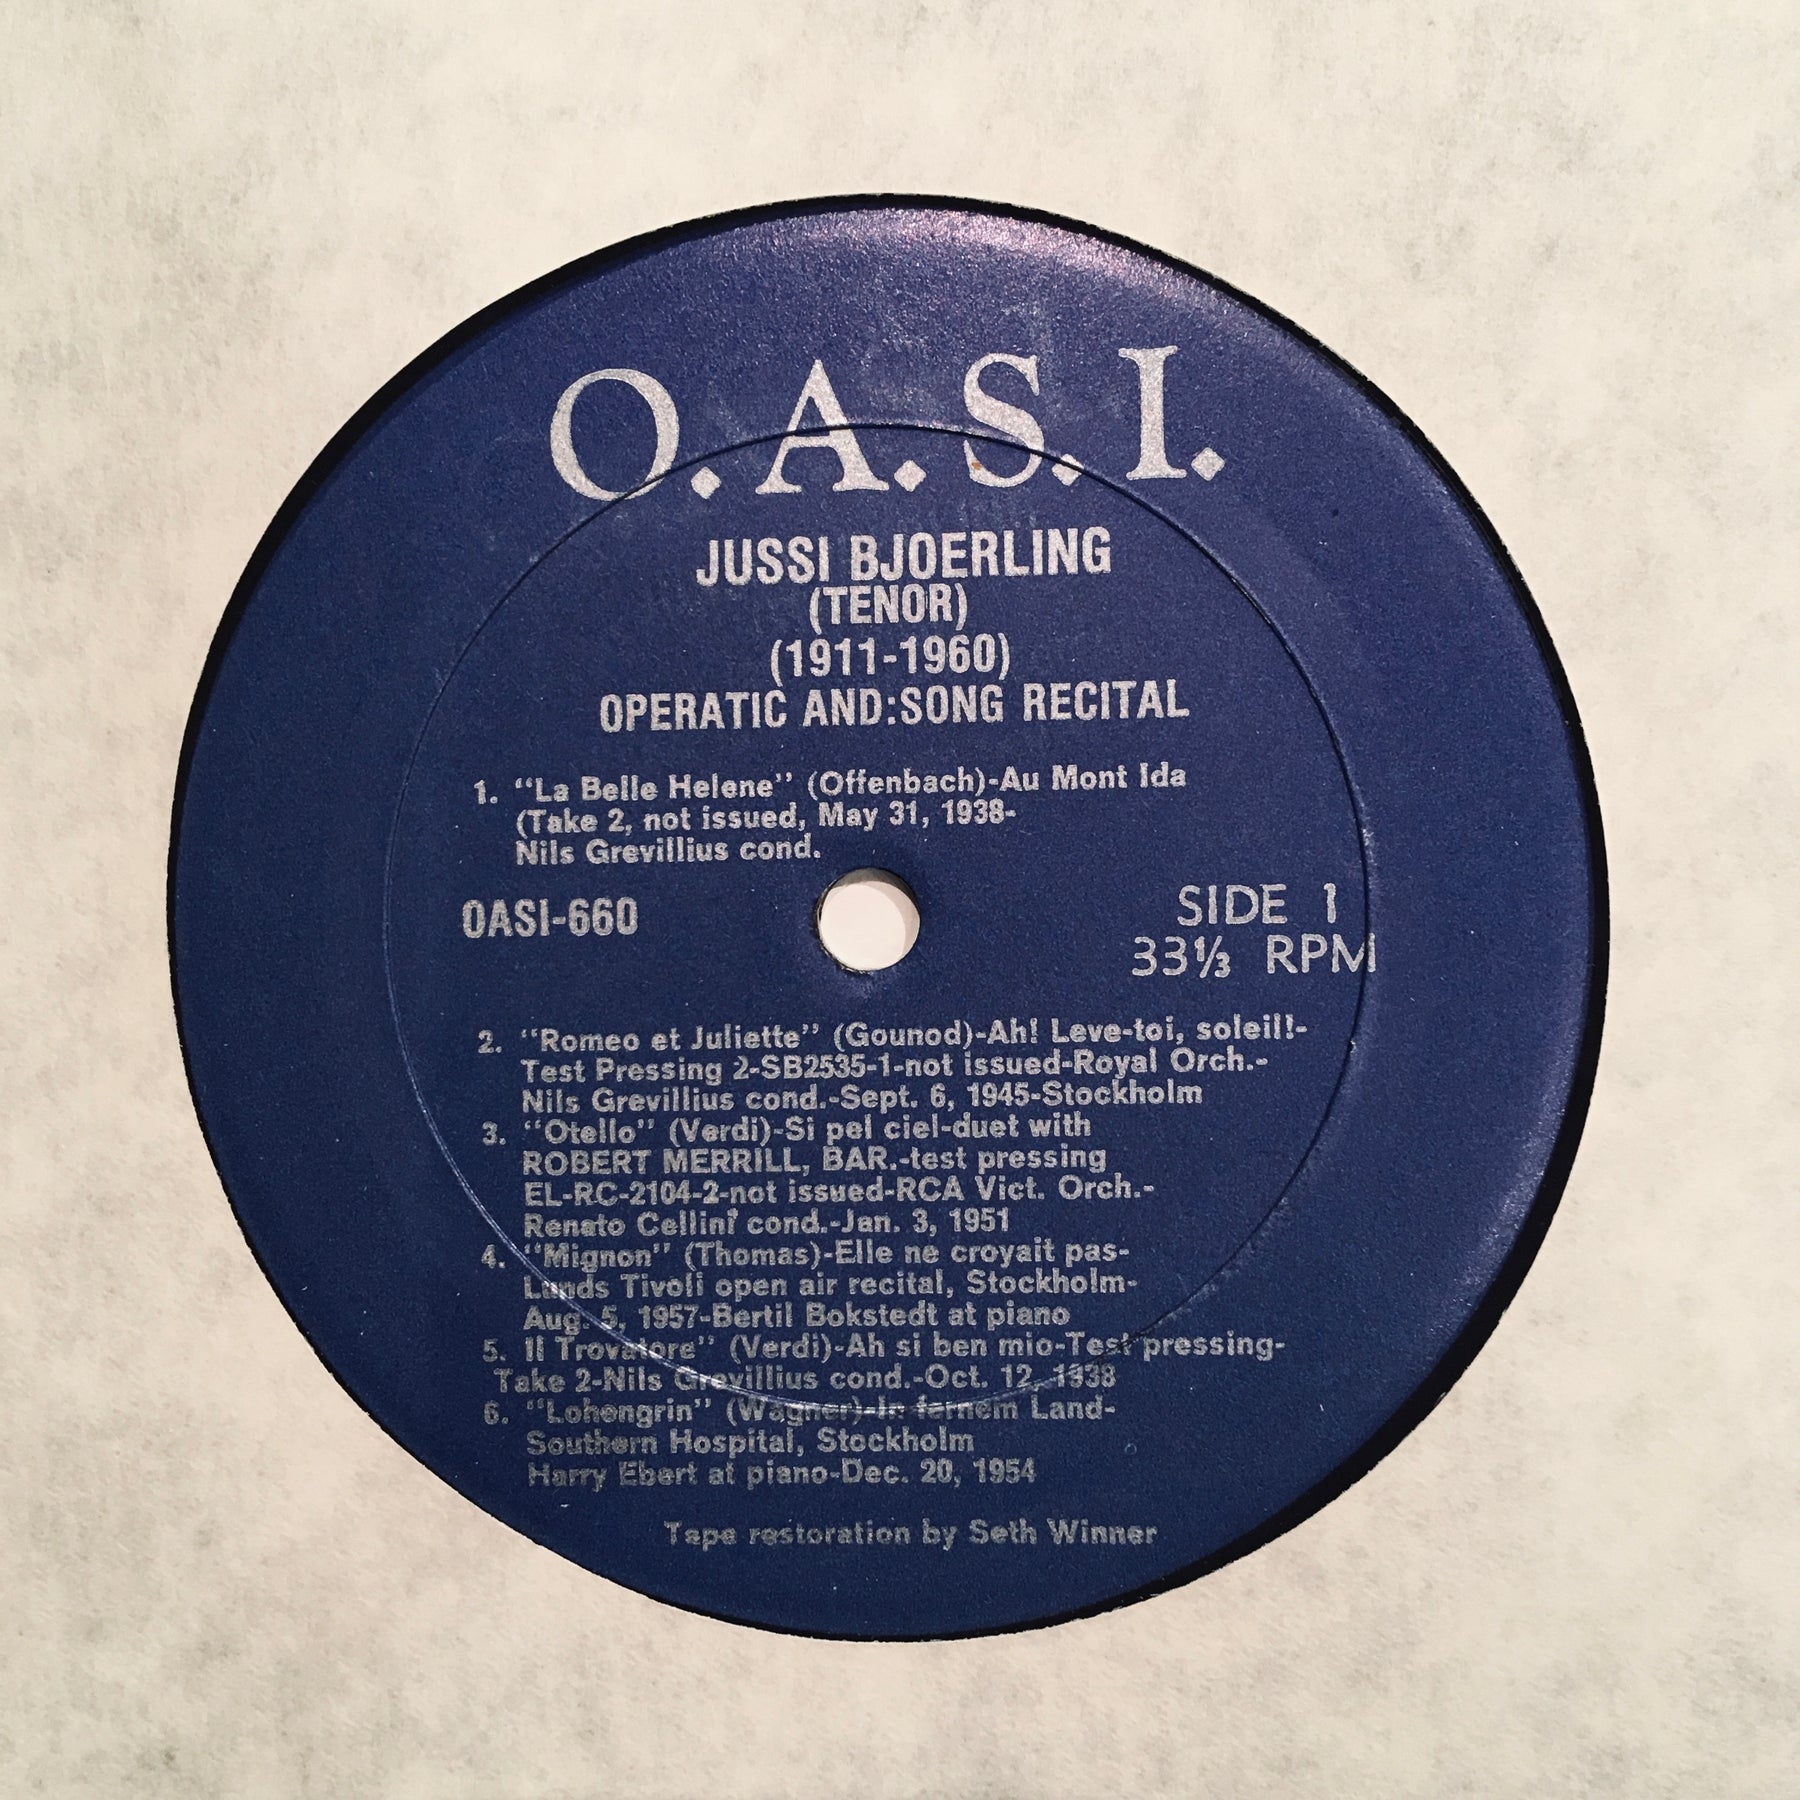 O.A.S.I.
JUSSI BJOERLING
(TENOR)
(1911-1960)
OPERATIC AND:SONG RECITAL
1. "La Belle Helene" (Offenbach)-Au Mont Ida
(Take 2, not issued, May 31, 1938-
Nils Grevillius cond.
OASI-660
SIDE 1
33⅓ RPM
2. "Romeo et Juliette" (Gounod)-Ah! Leve-toi, soleil!-
Test Pressing 2-SB2535-1-not issued-Royal Orch.-
Nils Grevillius cond.-Sept. 6, 1945-Stockholm
3. "Otello" (Verdi)-Si pel ciel-duet with
ROBERT MERRILL, BAR.-test pressing
EL-RC-2104-2-not issued-RCA Vict. Orch.-
Renato Cellini cond.-Jan. 3, 1951
4. "Mignon" (Thomas)-Elle ne croyait pas-
Lunds Tivoli open air recital, Stockholm-
Aug. 5, 1957-Bertil Bokstedt at piano
5. Il Trovatore" (Verdi)-Ah si ben mio-Test pressing-
Take 2-Nils Grevillius cond.-Oct. 12, 1938
6. "Lohengrin" (Wagner)-In fernem Land-
Southern Hospital, Stockholm
Harry Ebert at piano-Dec. 20, 1954
Tape restoration by Seth Winner